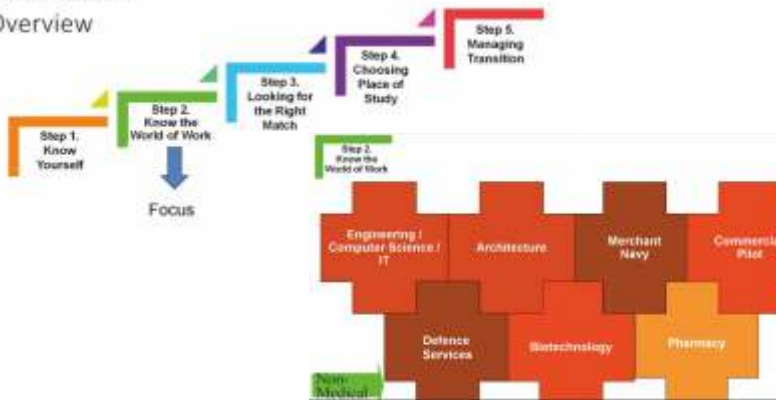 Overview
Step 1.
Know
Yourself
Step 2.
Know the
World of Work
Step 3.
Looking for
the Right
Match
Step 4.
Choosing
Place of
Study
Step 5.
Managing
Transition
Focus
Step 2.
Know the
World of Work
Engineering /
Computer Science /
IT
Architecture
Merchant
Navy
Commercia
Pilot
Defence
Services
Biotechnology
Pharmacy
Non-
Medical